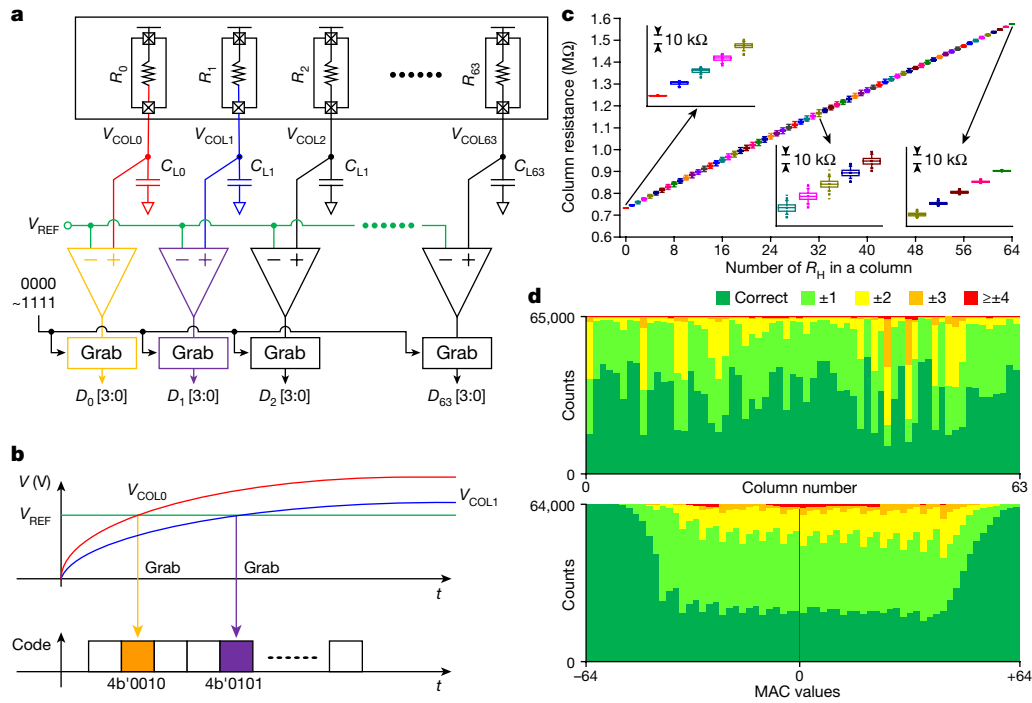 a
R0
R1
R2
R63
VCOL0
VCOL1
VCOL2
VCOL63
CL0
CL1
CL1
CL63
VREF
− + − + − + − +
0000
~1111
Grab Grab Grab Grab
D0 [3:0] D1 [3:0] D2 [3:0] D63 [3:0]
b
V (V)
VCOL0
VCOL1
VREF
Grab Grab
t
Code
4b'0010 4b'0101
t
c
Column resistance (MΩ)
1.6
1.5
1.4
1.3
1.2
1.1
1.0
0.9
0.8
0.7
0.6
10 kΩ
10 kΩ
10 kΩ
0 8 16 24 32 40 48 56 64
Number of RH in a column
d
Correct ±1 ±2 ±3 ≥±4
65,000
Counts
0
0 Column number 63
64,000
Counts
0
−64 0 +64
MAC values